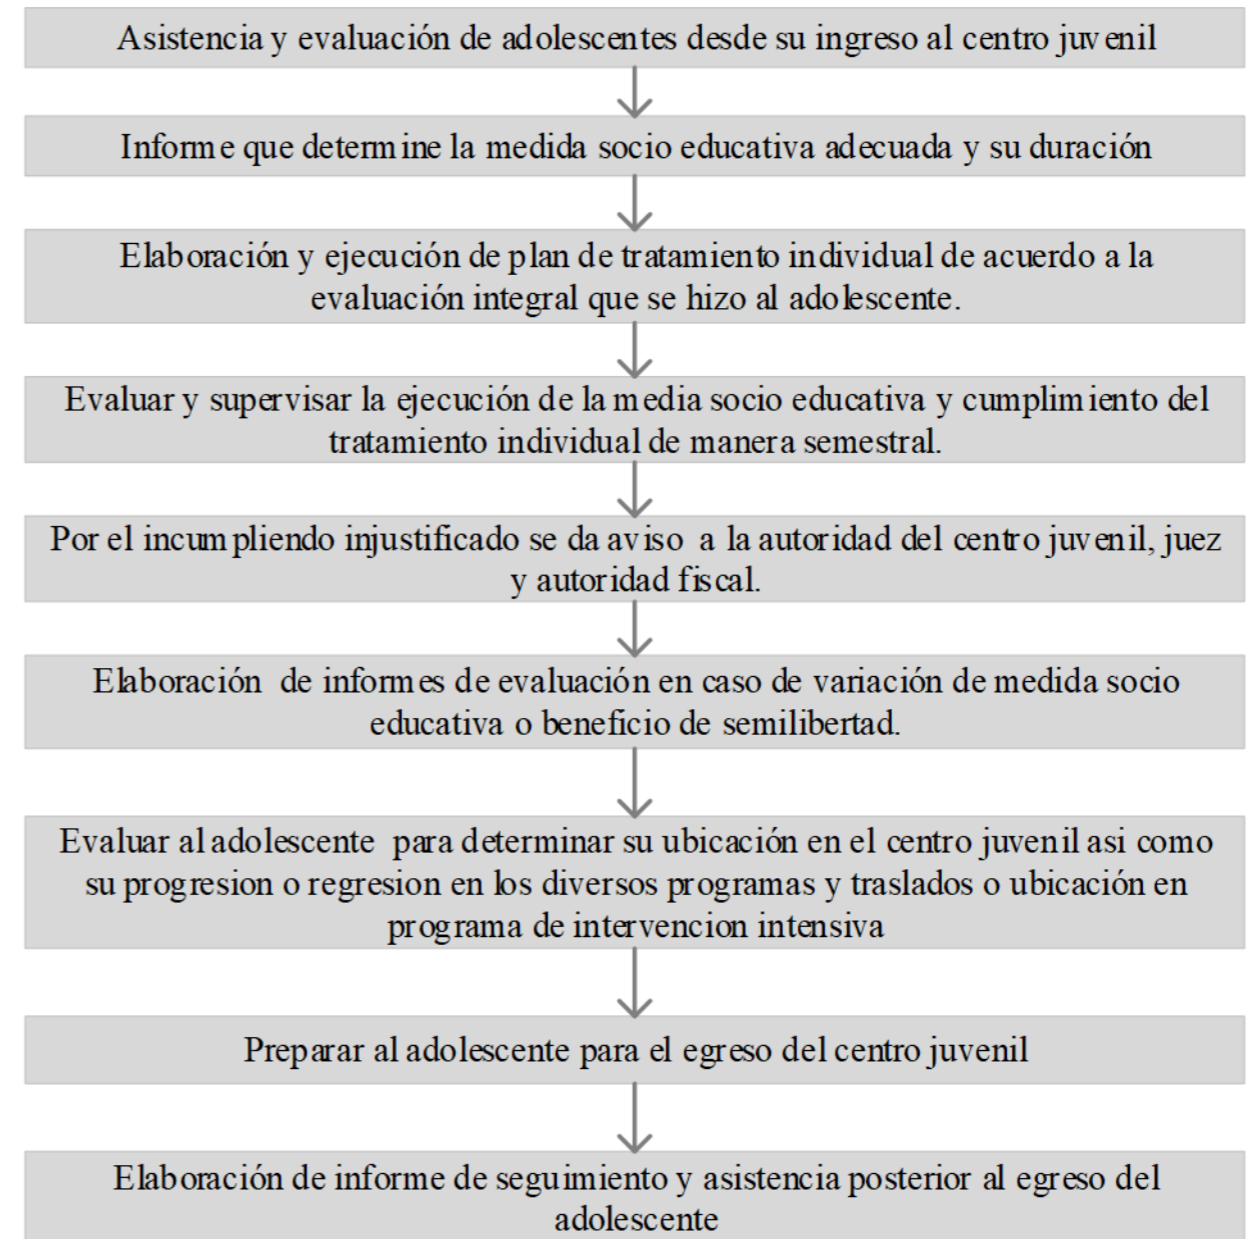 Asistencia y evaluación de adolescentes desde su ingreso al centro juvenil
Informe que determine la medida socio educativa adecuada y su duración
Elaboración y ejecución de plan de tratamiento individual de acuerdo a la
evaluación integral que se hizo al adolescente.
Evaluar y supervisar la ejecución de la media socio educativa y cumplimiento del
tratamiento individual de manera semestral.
Por el incumpliendo injustificado se da aviso a la autoridad del centro juvenil, juez
y autoridad fiscal.
Elaboración de informes de evaluación en caso de variación de medida socio
educativa o beneficio de semilibertad.
Evaluar al adolescente para determinar su ubicación en el centro juvenil asi como
su progresion o regresion en los diversos programas y traslados o ubicación en
programa de intervencion intensiva
Preparar al adolescente para el egreso del centro juvenil
Elaboración de informe de seguimiento y asistencia posterior al egreso del
adolescente